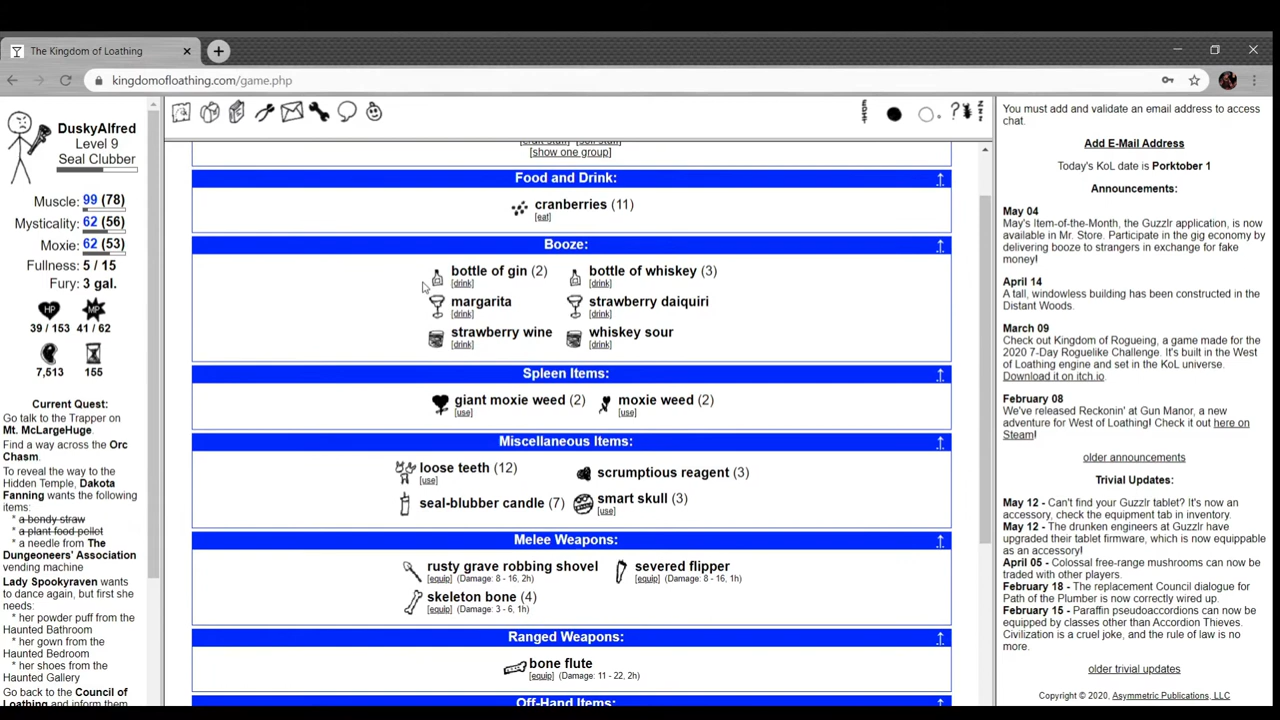 The Kingdom of Loathing
kingdomofloathing.com/game.php
DuskyAlfred
Level 9
Seal Clubber
Muscle: 99 (78)
Mysticality: 62 (56)
Moxie: 62 (53)
Fullness: 5 / 15
Fury: 3 gal.
HP MP
39 / 153 41 / 62
7,513 155
Current Quest:
Go talk to the Trapper on
Mt. McLargeHuge.
Find a way across the Orc
Chasm.
To reveal the way to the
Hidden Temple, Dakota
Fanning wants the following
items:
* a bendy straw
* a plant food pellet
* a needle from The
Dungeoneers' Association
vending machine
Lady Spookyraven wants
to dance again, but first she
needs:
* her powder puff from the
Haunted Bathroom
* her gown from the
Haunted Bedroom
* her shoes from the
Haunted Gallery
Go back to the Council of
Loathing and inform them
[show one group]
Food and Drink:
cranberries (11)
[eat]
Booze:
bottle of gin (2) bottle of whiskey (3)
[drink] [drink]
margarita strawberry daiquiri
[drink] [drink]
strawberry wine whiskey sour
[drink] [drink]
Spleen Items:
giant moxie weed (2) moxie weed (2)
[use] [use]
Miscellaneous Items:
loose teeth (12) scrumptious reagent (3)
[use]
seal-blubber candle (7) smart skull (3)
[use]
Melee Weapons:
rusty grave robbing shovel severed flipper
[equip] (Damage: 8 - 16, 2h) [equip] (Damage: 8 - 16, 1h)
skeleton bone (4)
[equip] (Damage: 3 - 6, 1h)
Ranged Weapons:
bone flute
[equip] (Damage: 11 - 22, 2h)
Off-Hand Items:
You must add and validate an email address to access
chat.
Add E-Mail Address
Today's KoL date is Porktober 1
Announcements:
May 04
May's Item-of-the-Month, the Guzzlr application, is now
available in Mr. Store. Participate in the gig economy by
delivering booze to strangers in exchange for fake
money!
April 14
A tall, windowless building has been constructed in the
Distant Woods.
March 09
Check out Kingdom of Rogueing, a game made for the
2020 7-Day Roguelike Challenge. It's built in the West
of Loathing engine and set in the KoL universe.
Download it on itch.io.
February 08
We've released Reckonin' at Gun Manor, a new
adventure for West of Loathing! Check it out here on
Steam!
older announcements
Trivial Updates:
May 12 - Can't find your Guzzlr tablet? It's now an
accessory, check the equipment tab in inventory.
May 12 - The drunken engineers at Guzzlr have
upgraded their tablet firmware, which is now equippable
as an accessory!
April 05 - Colossal free-range mushrooms can now be
traded with other players.
February 18 - The replacement Council dialogue for
Path of the Plumber is now correctly wired up.
February 15 - Paraffin pseudoaccordions can now be
equipped by classes other than Accordion Thieves.
Civilization is a cruel joke, and the rule of law is no
more.
older trivial updates
Copyright © 2020, Asymmetric Publications, LLC